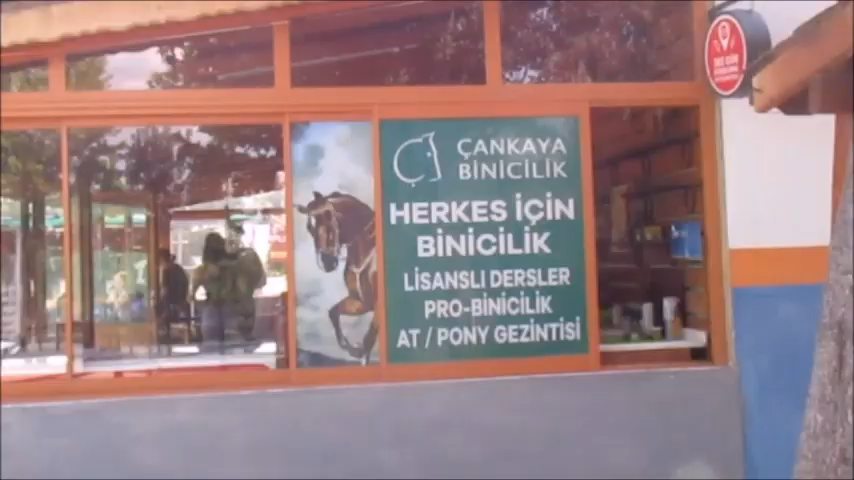 ÇANKAYA
BİNİCİLİK
HERKES İÇİN
BİNİCİLİK
LİSANSLI DERSLER
PRO-BİNİCİLİK
AT / PONY GEZİNTİSİ